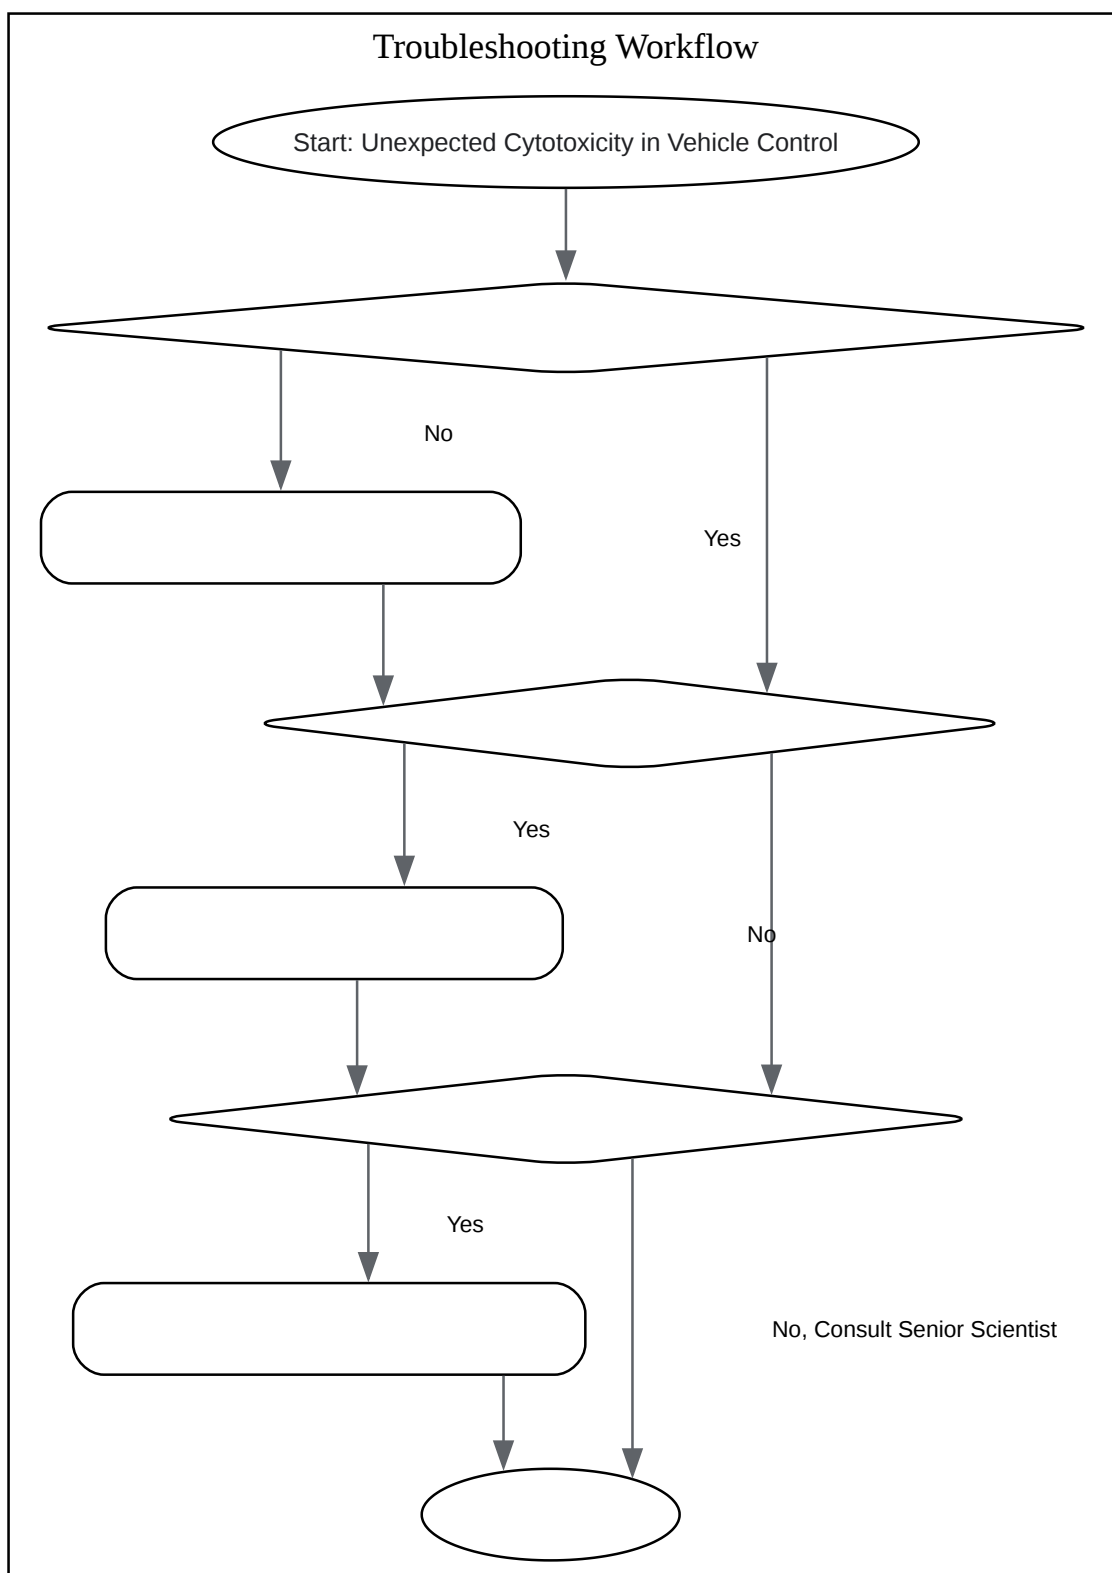 Troubleshooting Workflow
Start: Unexpected Cytotoxicity in Vehicle Control
No
Yes
Yes
No
Yes
No, Consult Senior Scientist